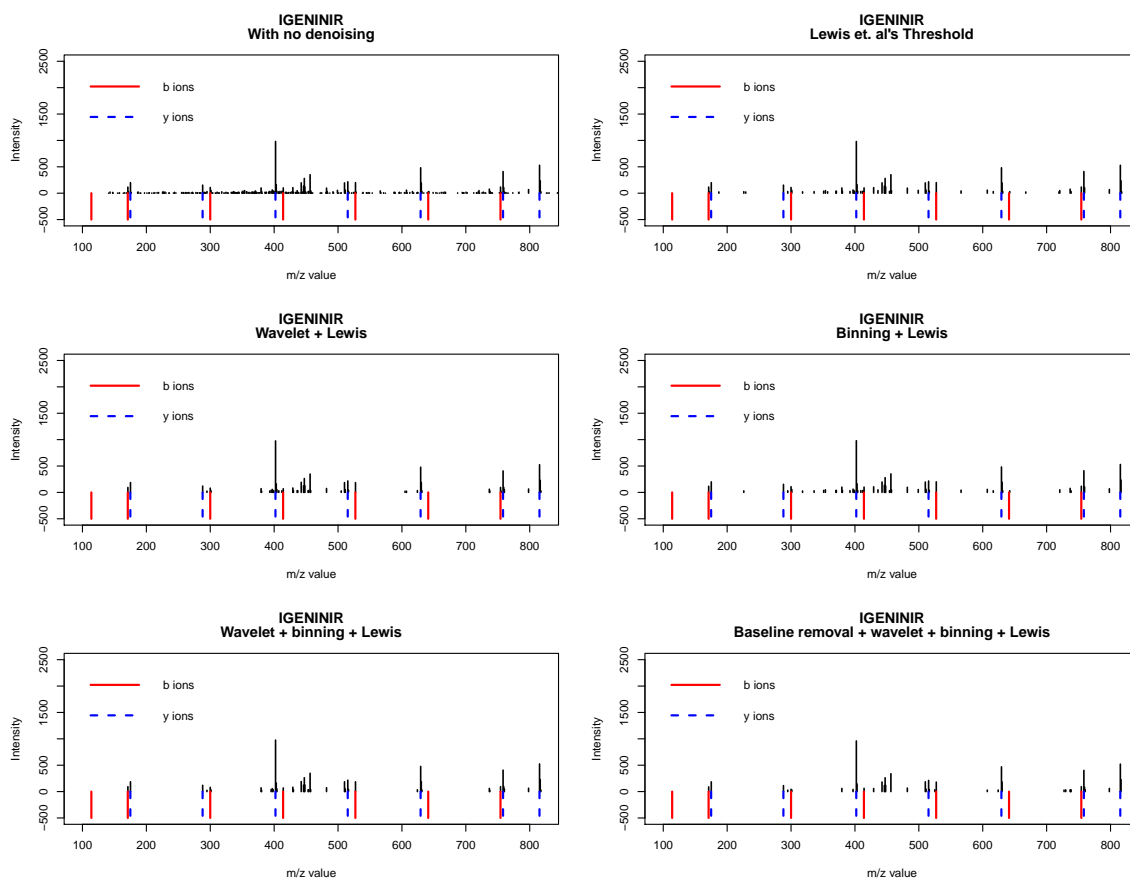 IGENINIR
With no denoising
Intensity
2500
1500
500
0
−500
b ions
y ions
100 200 300 400 500 600 700 800
m/z value
IGENINIR
Lewis et. al's Threshold
Intensity
2500
1500
500
0
−500
b ions
y ions
100 200 300 400 500 600 700 800
m/z value
IGENINIR
Wavelet + Lewis
Intensity
2500
1500
500
0
−500
b ions
y ions
100 200 300 400 500 600 700 800
m/z value
IGENINIR
Binning + Lewis
Intensity
2500
1500
500
0
−500
b ions
y ions
100 200 300 400 500 600 700 800
m/z value
IGENINIR
Wavelet + binning + Lewis
Intensity
2500
1500
500
0
−500
b ions
y ions
100 200 300 400 500 600 700 800
m/z value
IGENINIR
Baseline removal + wavelet + binning + Lewis
Intensity
2500
1500
500
0
−500
b ions
y ions
100 200 300 400 500 600 700 800
m/z value